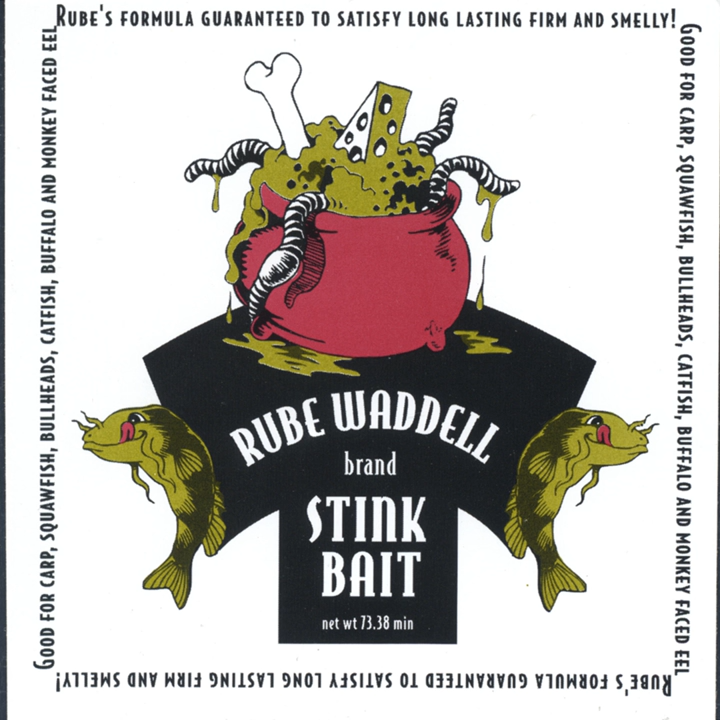 RUBE'S FORMULA GUARANTEED TO SATISFY LONG LASTING FIRM AND SMELLY!
GOOD FOR CARP, SQUAWFISH, BULLHEADS, CATFISH, BUFFALO AND MONKEY FACED EEL
GOOD FOR CARP, SQUAWFISH, BULLHEADS, CATFISH, BUFFALO AND MONKEY FACED EEL
RUBE WADDELL
brand
STINK
BAIT
net wt 73.38 min
RUBE'S FORMULA GUARANTEED TO SATISFY LONG LASTING FIRM AND SMELLY!